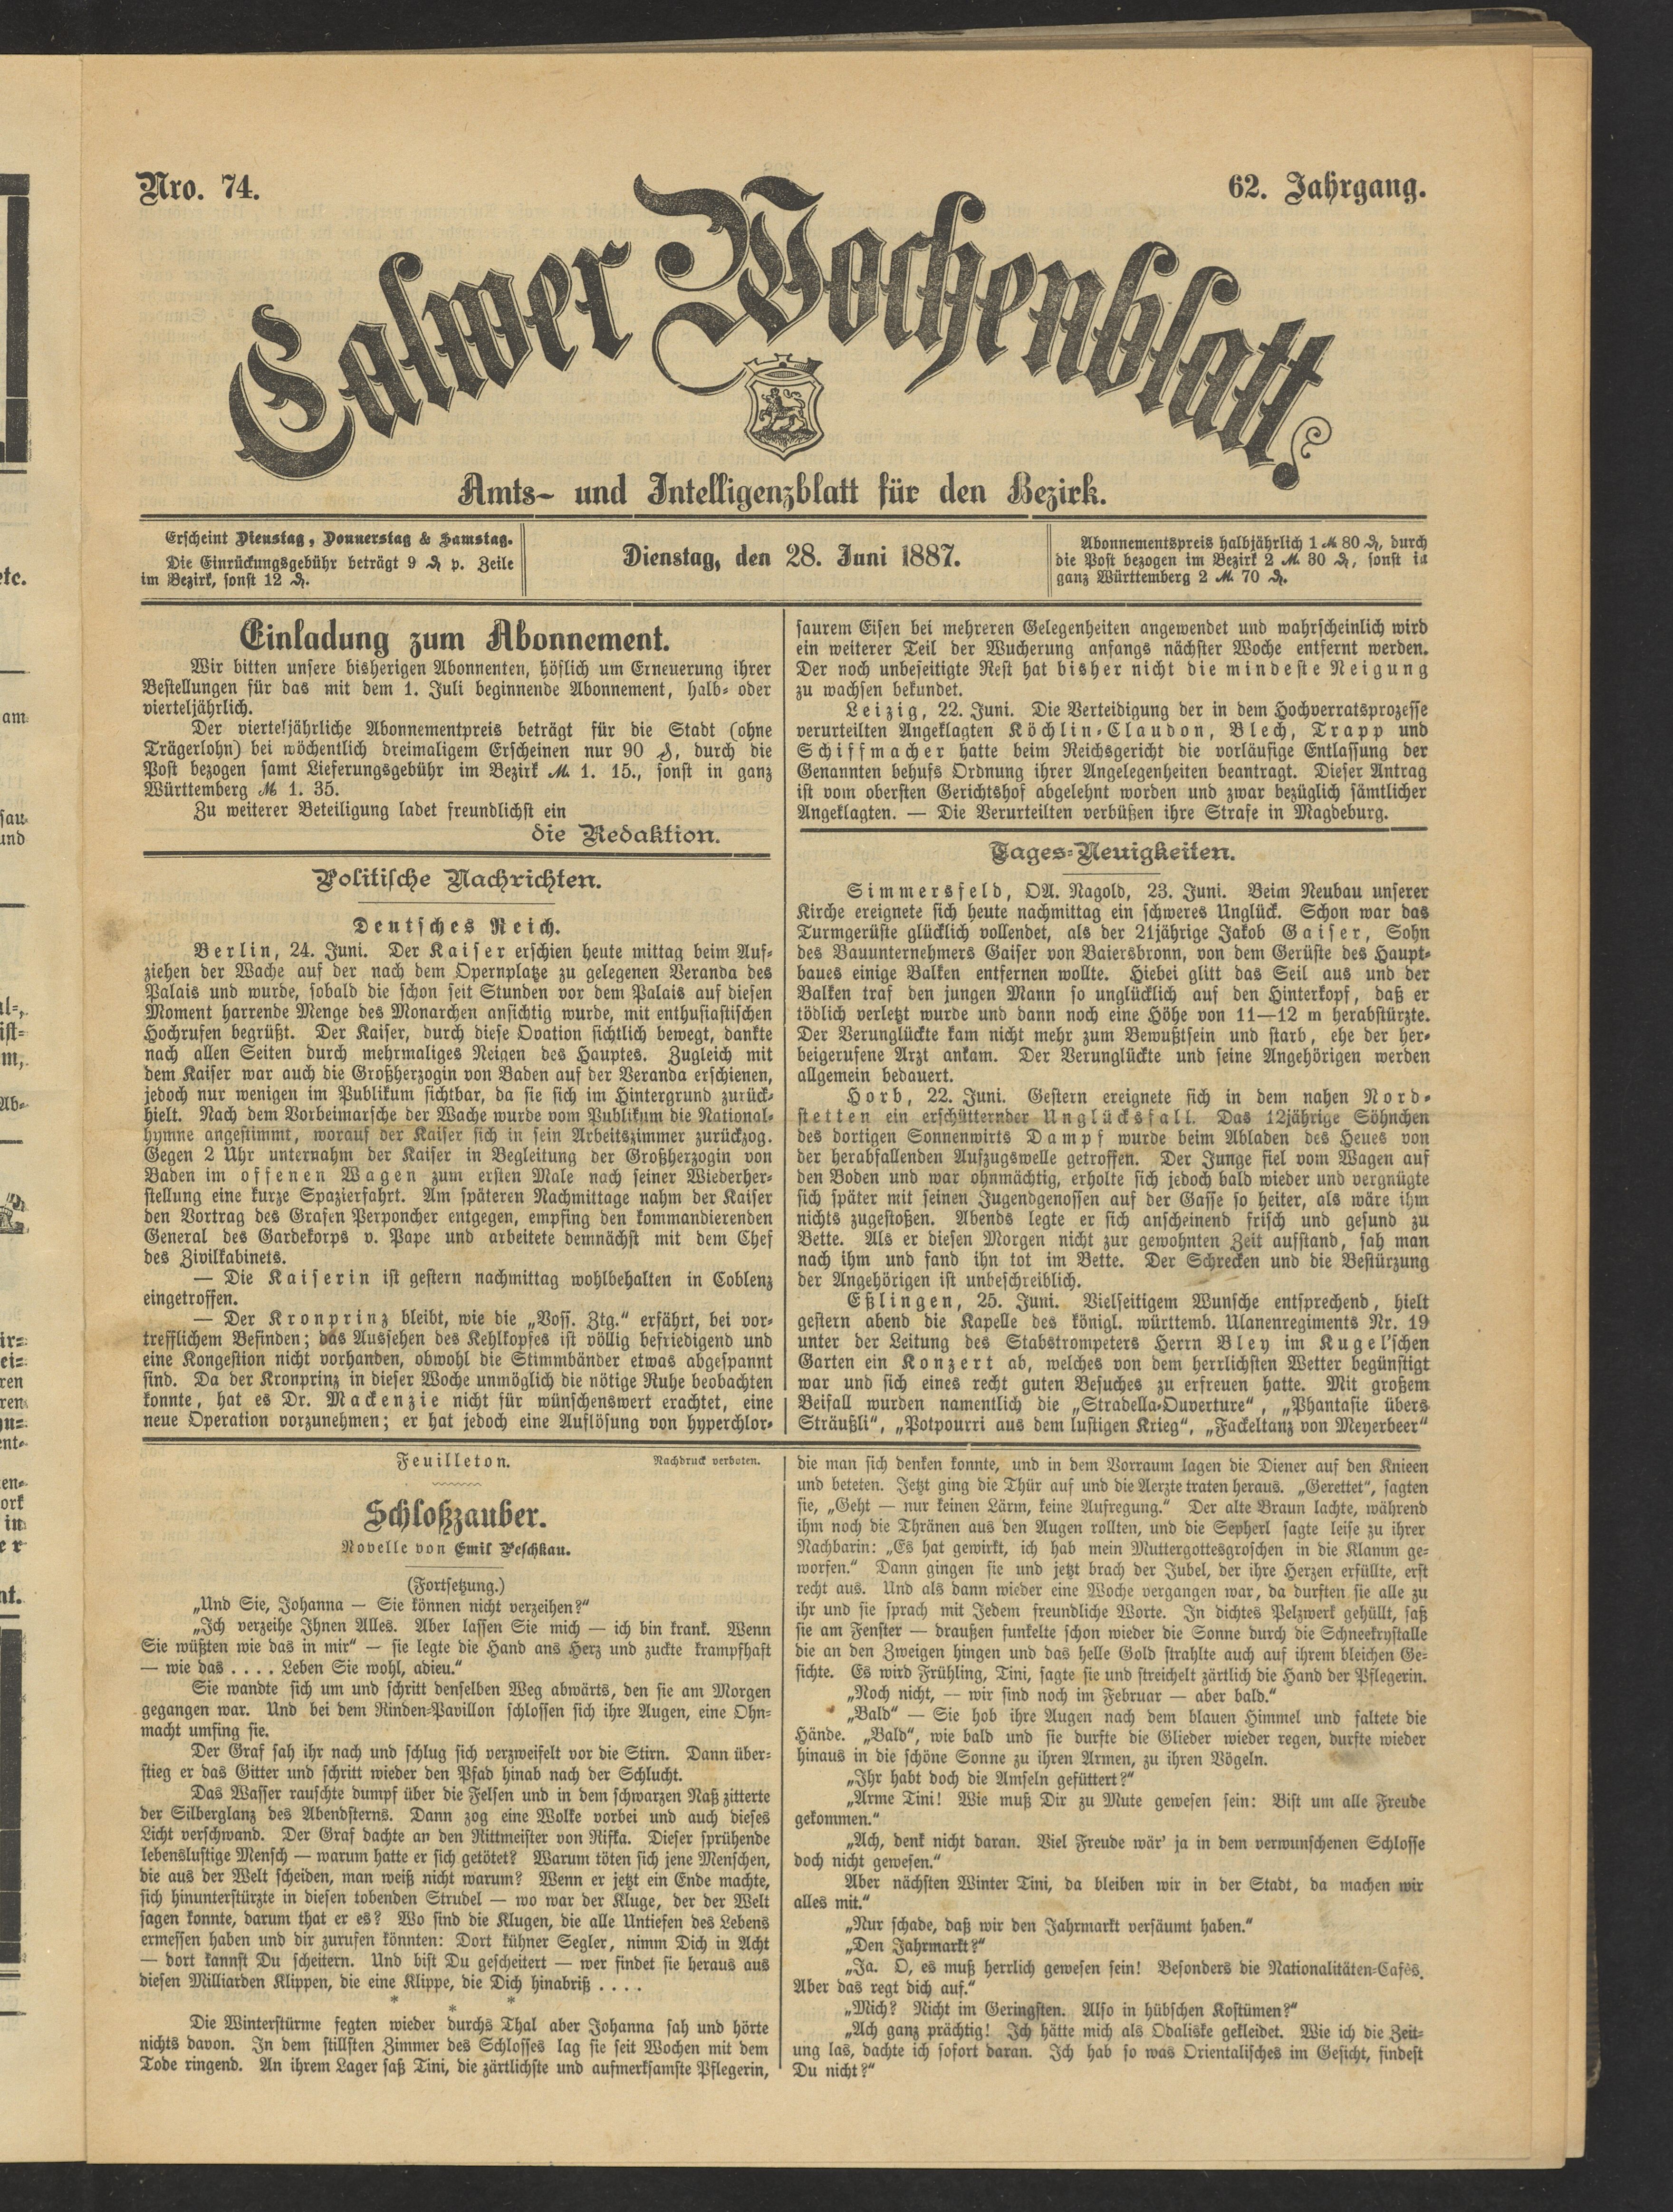 Nro. 74.
62. Jahrgang.
Calwer Wochenblatt
Amts- und Intelligenzblatt für den Bezirk.
Erscheint Dienstag, Donnerstag & Samstag.
Die Einrückungsgebühr beträgt 9 ₰ p. Zeile
im Bezirk, sonst 12 ₰.
Dienstag, den 28. Juni 1887.
Abonnementspreis halbjährlich 1 ℳ 80 ₰, durch
die Post bezogen im Bezirk 2 ℳ 30 ₰, sonst in
ganz Württemberg 2 ℳ 70 ₰.
Einladung zum Abonnement.
Wir bitten unsere bisherigen Abonnenten, höflich um Erneuerung ihrer
Bestellungen für das mit dem 1. Juli beginnende Abonnement, halb- oder
vierteljährlich.
Der vierteljährliche Abonnementpreis beträgt für die Stadt (ohne
Trägerlohn) bei wöchentlich dreimaligem Erscheinen nur 90 ₰, durch die
Post bezogen samt Lieferungsgebühr im Bezirk ℳ 1. 15., sonst in ganz
Württemberg ℳ 1. 35.
Zu weiterer Beteiligung ladet freundlichst ein
die Redaktion.
Politische Nachrichten.
Deutsches Reich.
Berlin, 24. Juni. Der Kaiser erschien heute mittag beim Auf-
ziehen der Wache auf der nach dem Opernplatze zu gelegenen Veranda des
Palais und wurde, sobald die schon seit Stunden vor dem Palais auf diesen
Moment harrende Menge des Monarchen ansichtig wurde, mit enthusiastischen
Hochrufen begrüßt. Der Kaiser, durch diese Ovation sichtlich bewegt, dankte
nach allen Seiten durch mehrmaliges Neigen des Hauptes. Zugleich mit
dem Kaiser war auch die Großherzogin von Baden auf der Veranda erschienen,
jedoch nur wenigen im Publikum sichtbar, da sie sich im Hintergrund zurück-
hielt. Nach dem Vorbeimarsche der Wache wurde vom Publikum die National-
hymne angestimmt, worauf der Kaiser sich in sein Arbeitszimmer zurückzog.
Gegen 2 Uhr unternahm der Kaiser in Begleitung der Großherzogin von
Baden im offenen Wagen zum ersten Male nach seiner Wiederher-
stellung eine kurze Spazierfahrt. Am späteren Nachmittage nahm der Kaiser
den Vortrag des Grafen Perponcher entgegen, empfing den kommandierenden
General des Gardekorps v. Pape und arbeitete demnächst mit dem Chef
des Zivilkabinets.
— Die Kaiserin ist gestern nachmittag wohlbehalten in Coblenz
eingetroffen.
— Der Kronprinz bleibt, wie die „Voss. Ztg.“ erfährt, bei vor-
trefflichem Befinden; das Aussehen des Kehlkopfes ist völlig befriedigend und
eine Kongestion nicht vorhanden, obwohl die Stimmbänder etwas abgespannt
sind. Da der Kronprinz in dieser Woche unmöglich die nötige Ruhe beobachten
konnte, hat es Dr. Mackenzie nicht für wünschenswert erachtet, eine
neue Operation vorzunehmen; er hat jedoch eine Auflösung von hyperchlor-
saurem Eisen bei mehreren Gelegenheiten angewendet und wahrscheinlich wird
ein weiterer Teil der Wucherung anfangs nächster Woche entfernt werden.
Der noch unbeseitigte Rest hat bisher nicht die mindeste Neigung
zu wachsen bekundet.
Leizig, 22. Juni. Die Verteidigung der in dem Hochverratsprozesse
verurteilten Angeklagten Köchlin-Claudon, Blech, Trapp und
Schiffmacher hatte beim Reichsgericht die vorläufige Entlassung der
Genannten behufs Ordnung ihrer Angelegenheiten beantragt. Dieser Antrag
ist vom obersten Gerichtshof abgelehnt worden und zwar bezüglich sämtlicher
Angeklagten. — Die Verurteilten verbüßen ihre Strafe in Magdeburg.
Tages-Neuigkeiten.
Simmersfeld, OA. Nagold, 23. Juni. Beim Neubau unserer
Kirche ereignete sich heute nachmittag ein schweres Unglück. Schon war das
Turmgerüste glücklich vollendet, als der 21jährige Jakob Gaiser, Sohn
des Bauunternehmers Gaiser von Baiersbronn, von dem Gerüste des Haupt-
baues einige Balken entfernen wollte. Hiebei glitt das Seil aus und der
Balken traf den jungen Mann so unglücklich auf den Hinterkopf, daß er
tödlich verletzt wurde und dann noch eine Höhe von 11—12 m herabstürzte.
Der Verunglückte kam nicht mehr zum Bewußtsein und starb, ehe der her-
beigerufene Arzt ankam. Der Verunglückte und seine Angehörigen werden
allgemein bedauert.
Horb, 22. Juni. Gestern ereignete sich in dem nahen Nord-
stetten ein erschütternder Unglücksfall. Das 12jährige Söhnchen
des dortigen Sonnenwirts Dampf wurde beim Abladen des Heues von
der herabfallenden Aufzugswelle getroffen. Der Junge fiel vom Wagen auf
den Boden und war ohnmächtig, erholte sich jedoch bald wieder und vergnügte
sich später mit seinen Jugendgenossen auf der Gasse so heiter, als wäre ihm
nichts zugestoßen. Abends legte er sich anscheinend frisch und gesund zu
Bette. Als er diesen Morgen nicht zur gewohnten Zeit aufstand, sah man
nach ihm und fand ihn tot im Bette. Der Schrecken und die Bestürzung
der Angehörigen ist unbeschreiblich.
Eßlingen, 25. Juni. Vielseitigem Wunsche entsprechend, hielt
gestern abend die Kapelle des königl. württemb. Ulanenregiments Nr. 19
unter der Leitung des Stabstrompeters Herrn Bley im Kugel'schen
Garten ein Konzert ab, welches von dem herrlichsten Wetter begünstigt
war und sich eines recht guten Besuches zu erfreuen hatte. Mit großem
Beifall wurden namentlich die „Stradella-Ouverture“, „Phantasie übers
Sträußli“, „Potpourri aus dem lustigen Krieg“, „Fackeltanz von Meyerbeer“
Feuilleton.
Nachdruck verboten.
Schloßzauber.
Novelle von Emil Peschkau.
(Fortsetzung.)
„Und Sie, Johanna — Sie können nicht verzeihen?“
„Ich verzeihe Ihnen Alles. Aber lassen Sie mich — ich bin krank. Wenn
Sie wüßten wie das in mir“ — sie legte die Hand ans Herz und zuckte krampfhaft
— wie das . . . . Leben Sie wohl, adieu.“
Sie wandte sich um und schritt denselben Weg abwärts, den sie am Morgen
gegangen war. Und bei dem Rinden-Pavillon schlossen sich ihre Augen, eine Ohn-
macht umfing sie.
Der Graf sah ihr nach und schlug sich verzweifelt vor die Stirn. Dann über-
stieg er das Gitter und schritt wieder den Pfad hinab nach der Schlucht.
Das Wasser rauschte dumpf über die Felsen und in dem schwarzen Naß zitterte
der Silberglanz des Abendsterns. Dann zog eine Wolke vorbei und auch dieses
Licht verschwand. Der Graf dachte an den Rittmeister von Riffa. Dieser sprühende
lebenslustige Mensch — warum hatte er sich getötet? Warum töten sich jene Menschen,
die aus der Welt scheiden, man weiß nicht warum? Wenn er jetzt ein Ende machte,
sich hinunterstürzte in diesen tobenden Strudel — wo war der Kluge, der der Welt
sagen konnte, darum that er es? Wo sind die Klugen, die alle Untiefen des Lebens
ermessen haben und dir zurufen könnten: Dort kühner Segler, nimm Dich in Acht
— dort kannst Du scheitern. Und bist Du gescheitert — wer findet sie heraus aus
diesen Milliarden Klippen, die eine Klippe, die Dich hinabriß . . . .
* * *
Die Winterstürme fegten wieder durchs Thal aber Johanna sah und hörte
nichts davon. In dem stillsten Zimmer des Schlosses lag sie seit Wochen mit dem
Tode ringend. An ihrem Lager saß Tini, die zärtlichste und aufmerksamste Pflegerin,
die man sich denken konnte, und in dem Vorraum lagen die Diener auf den Knieen
und beteten. Jetzt ging die Thür auf und die Aerzte traten heraus. „Gerettet“, sagten
sie, „Geht — nur keinen Lärm, keine Aufregung.“ Der alte Braun lachte, während
ihm noch die Thränen aus den Augen rollten, und die Sepherl sagte leise zu ihrer
Nachbarin: „Es hat gewirkt, ich hab mein Muttergottesgroschen in die Klamm ge-
worfen.“ Dann gingen sie und jetzt brach der Jubel, der ihre Herzen erfüllte, erst
recht aus. Und als dann wieder eine Woche vergangen war, da durften sie alle zu
ihr und sie sprach mit Jedem freundliche Worte. In dichtes Pelzwerk gehüllt, saß
sie am Fenster — draußen funkelte schon wieder die Sonne durch die Schneekrystalle
die an den Zweigen hingen und das helle Gold strahlte auch auf ihrem bleichen Ge-
sichte. Es wird Frühling, Tini, sagte sie und streichelt zärtlich die Hand der Pflegerin.
„Noch nicht, — wir sind noch im Februar — aber bald.“
„Bald“ — Sie hob ihre Augen nach dem blauen Himmel und faltete die
Hände. „Bald“, wie bald und sie durfte die Glieder wieder regen, durfte wieder
hinaus in die schöne Sonne zu ihren Armen, zu ihren Vögeln.
„Ihr habt doch die Amseln gefüttert?“
„Arme Tini! Wie muß Dir zu Mute gewesen sein: Bist um alle Freude
gekommen.“
„Ach, denk nicht daran. Viel Freude wär' ja in dem verwunschenen Schlosse
doch nicht gewesen.“
Aber nächsten Winter Tini, da bleiben wir in der Stadt, da machen wir
alles mit.“
„Nur schade, daß wir den Jahrmarkt versäumt haben.“
„Den Jahrmarkt?“
„Ja. O, es muß herrlich gewesen sein! Besonders die Nationalitäten-Cafés.
Aber das regt dich auf.“
„Mich? Nicht im Geringsten. Also in hübschen Kostümen?“
„Ach ganz prächtig! Ich hätte mich als Odaliske gekleidet. Wie ich die Zeit-
ung las, dachte ich sofort daran. Ich hab so was Orientalisches im Gesicht, findest
Du nicht?“